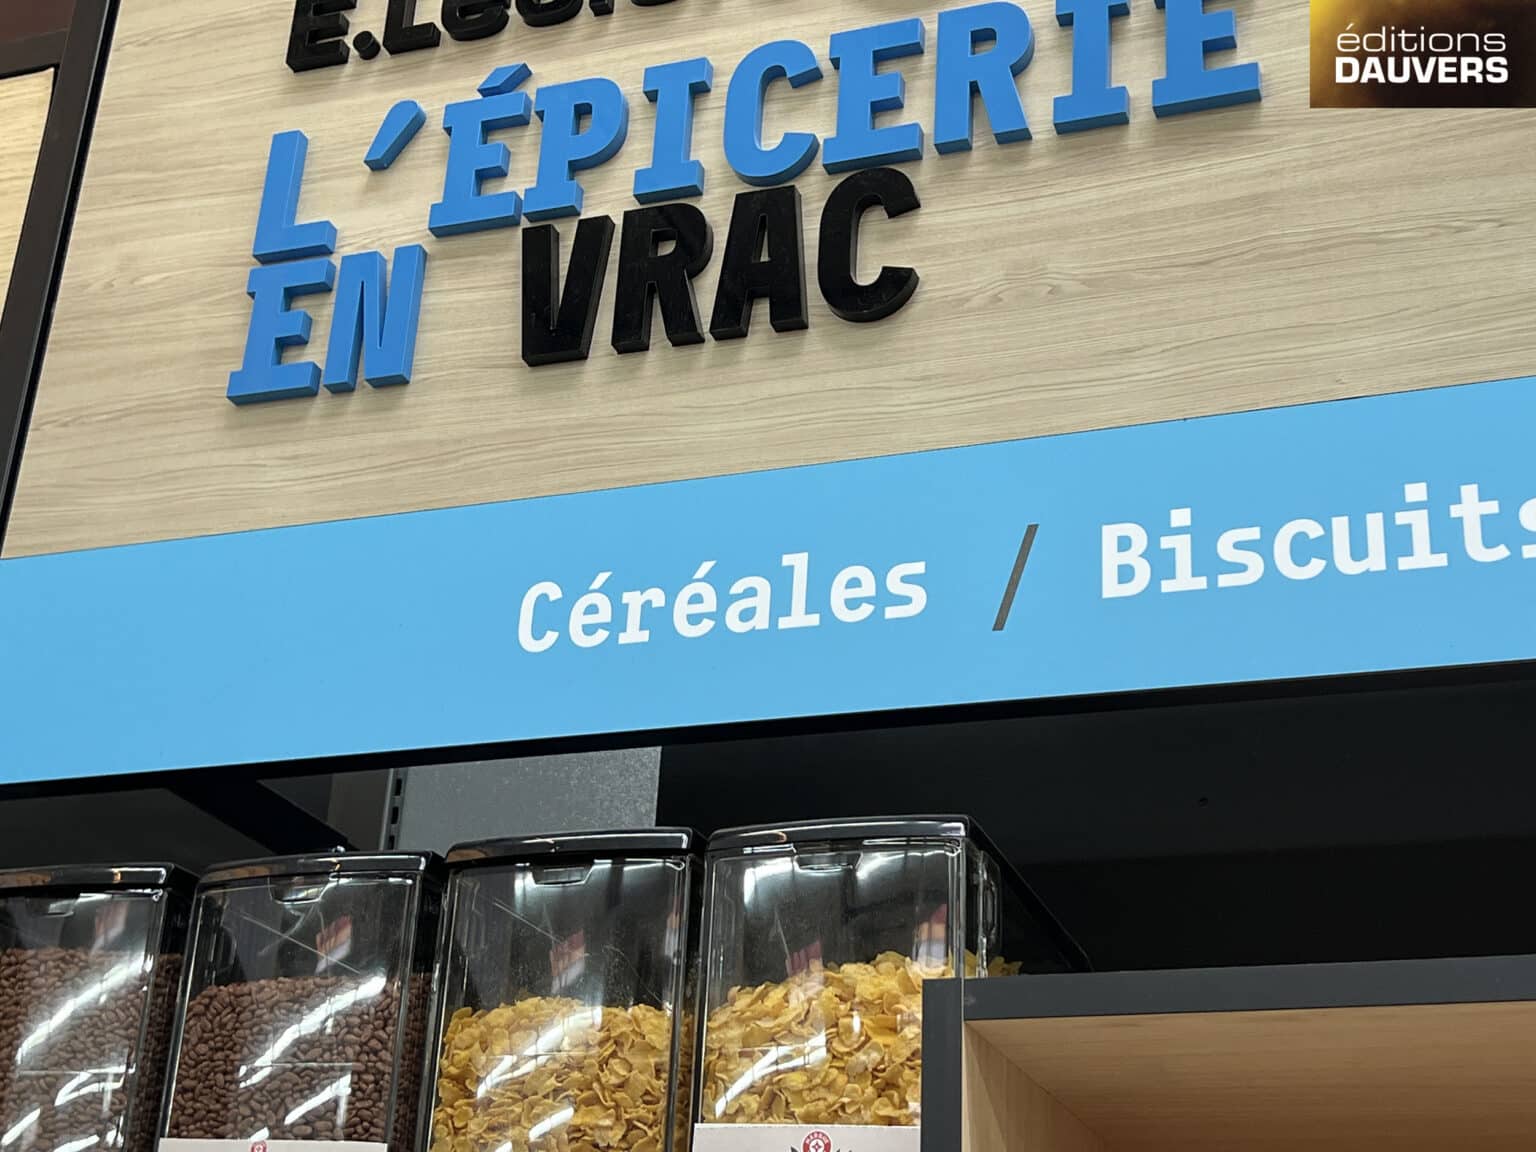 éditions
DAUVERS
L'ÉPICERIE
EN VRAC
Céréales / Biscuits